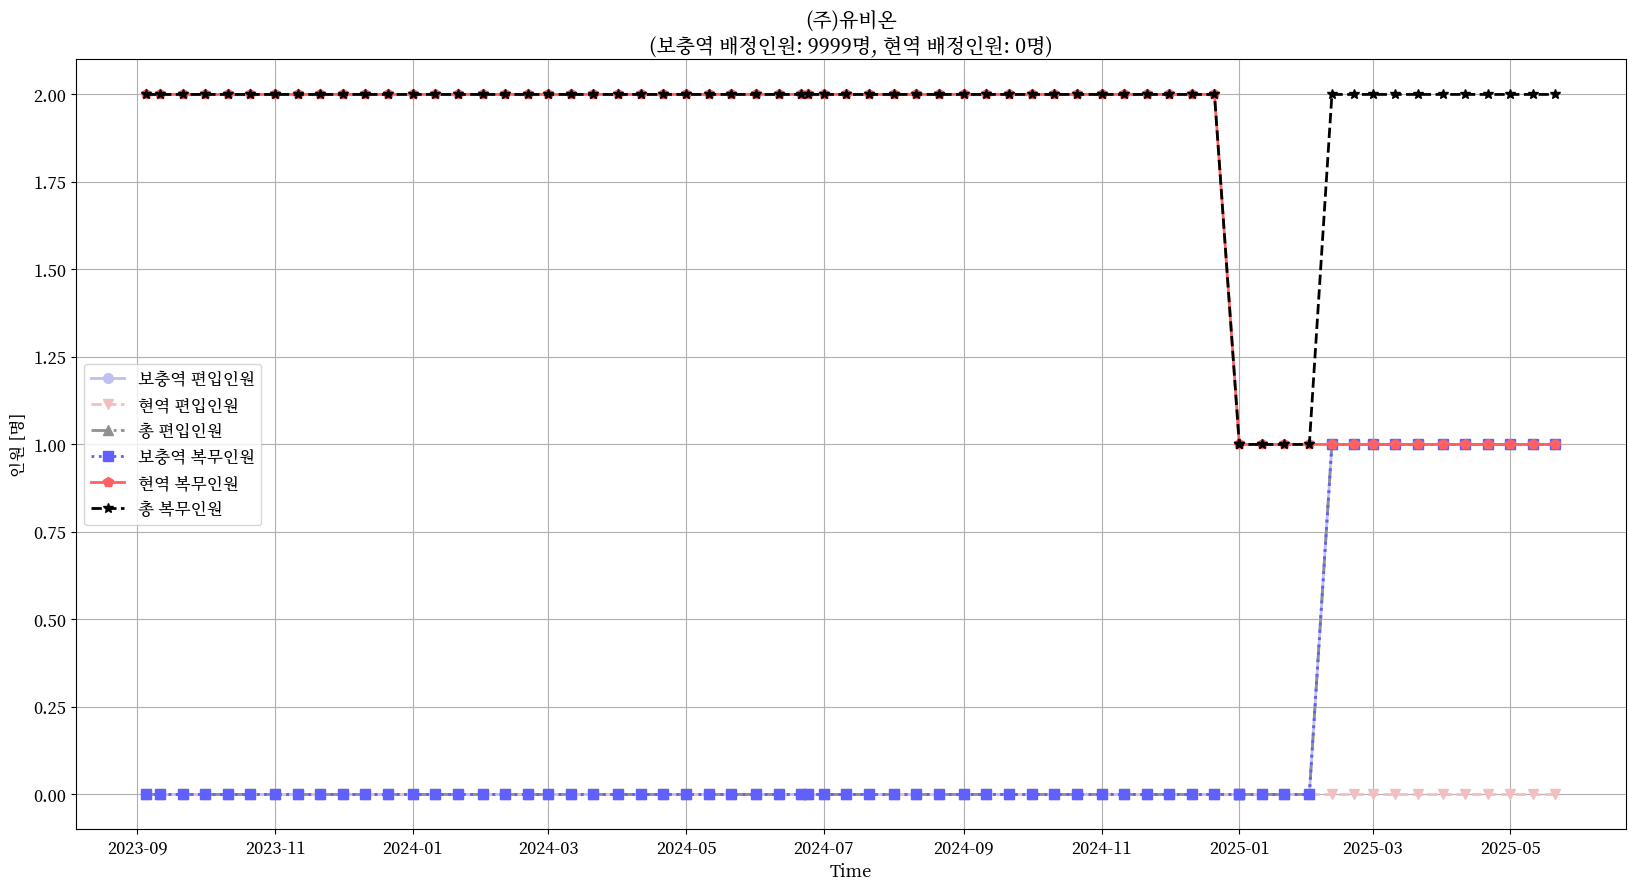 (주)유비온
(보충역 배정인원: 9999명, 현역 배정인원: 0명)
인원 [명]
2.00
1.75
1.50
1.25
1.00
0.75
0.50
0.25
0.00
보충역 편입인원
현역 편입인원
총 편입인원
보충역 복무인원
현역 복무인원
총 복무인원
2023-09
2023-11
2024-01
2024-03
2024-05
2024-07
2024-09
2024-11
2025-01
2025-03
2025-05
Time